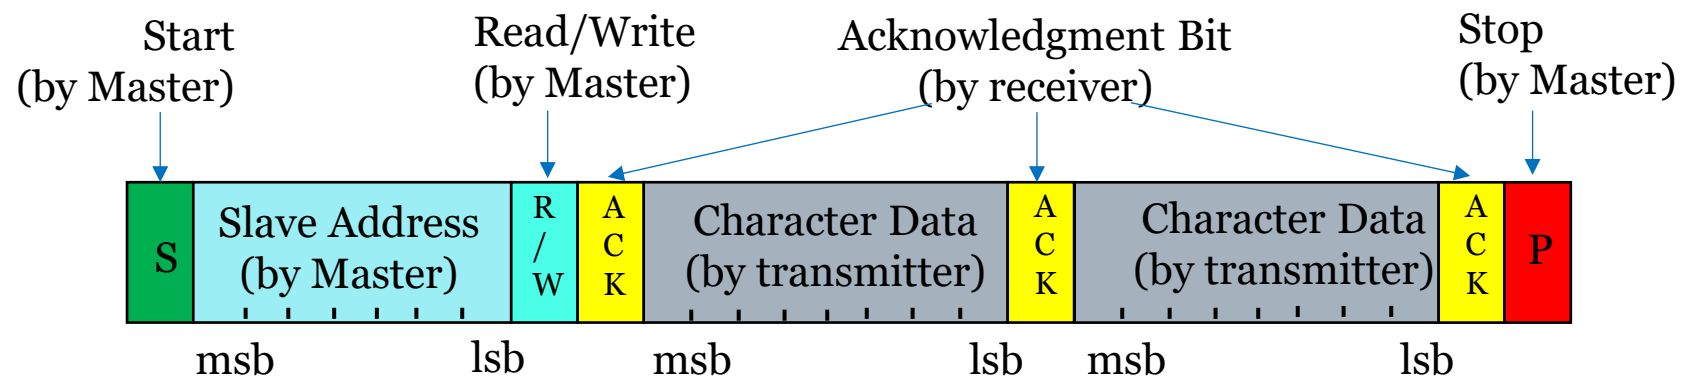 Start
(by Master)
Read/Write
(by Master)
Acknowledgment Bit
(by receiver)
Stop
(by Master)
S
Slave Address
(by Master)
R
/
W
A
C
K
Character Data
(by transmitter)
A
C
K
Character Data
(by transmitter)
A
C
K
P
msb
lsb
msb
lsb
msb
lsb